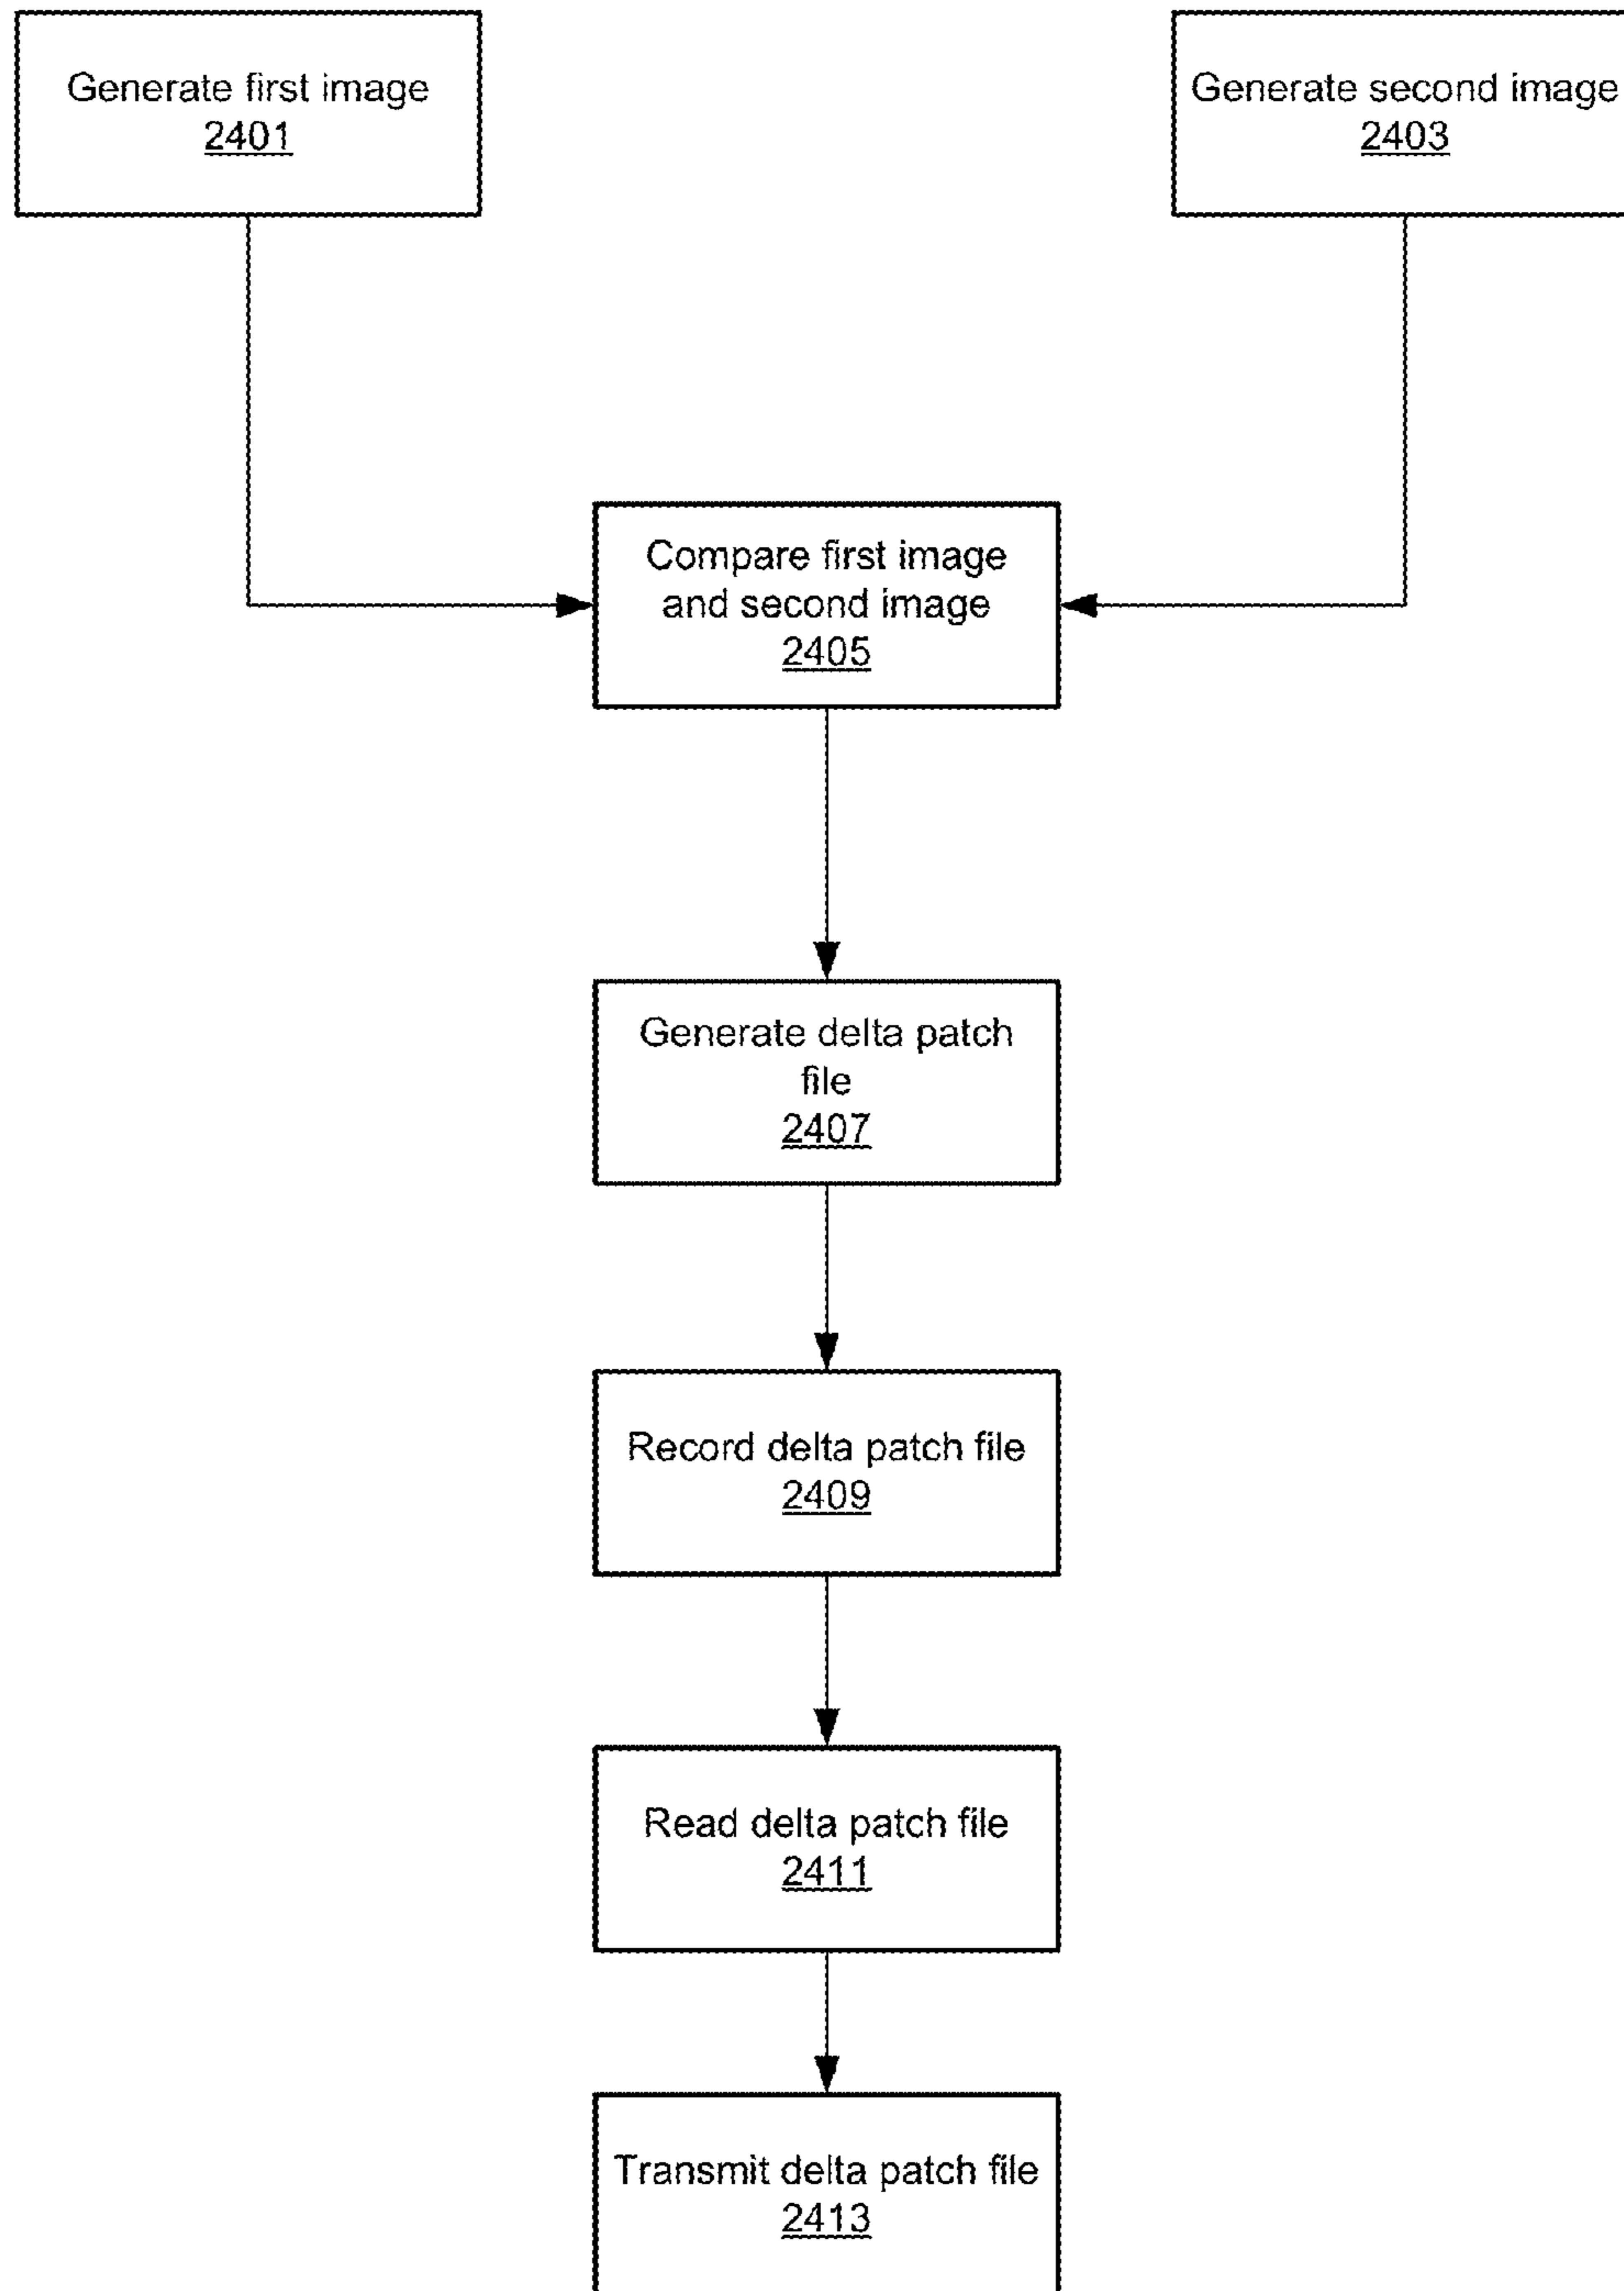 Generate first image
2401
Generate second image
2403
Compare first image
and second image
2405
Generate delta patch
file
2407
Record delta patch file
2409
Read delta patch file
2411
Transmit delta patch file
2413